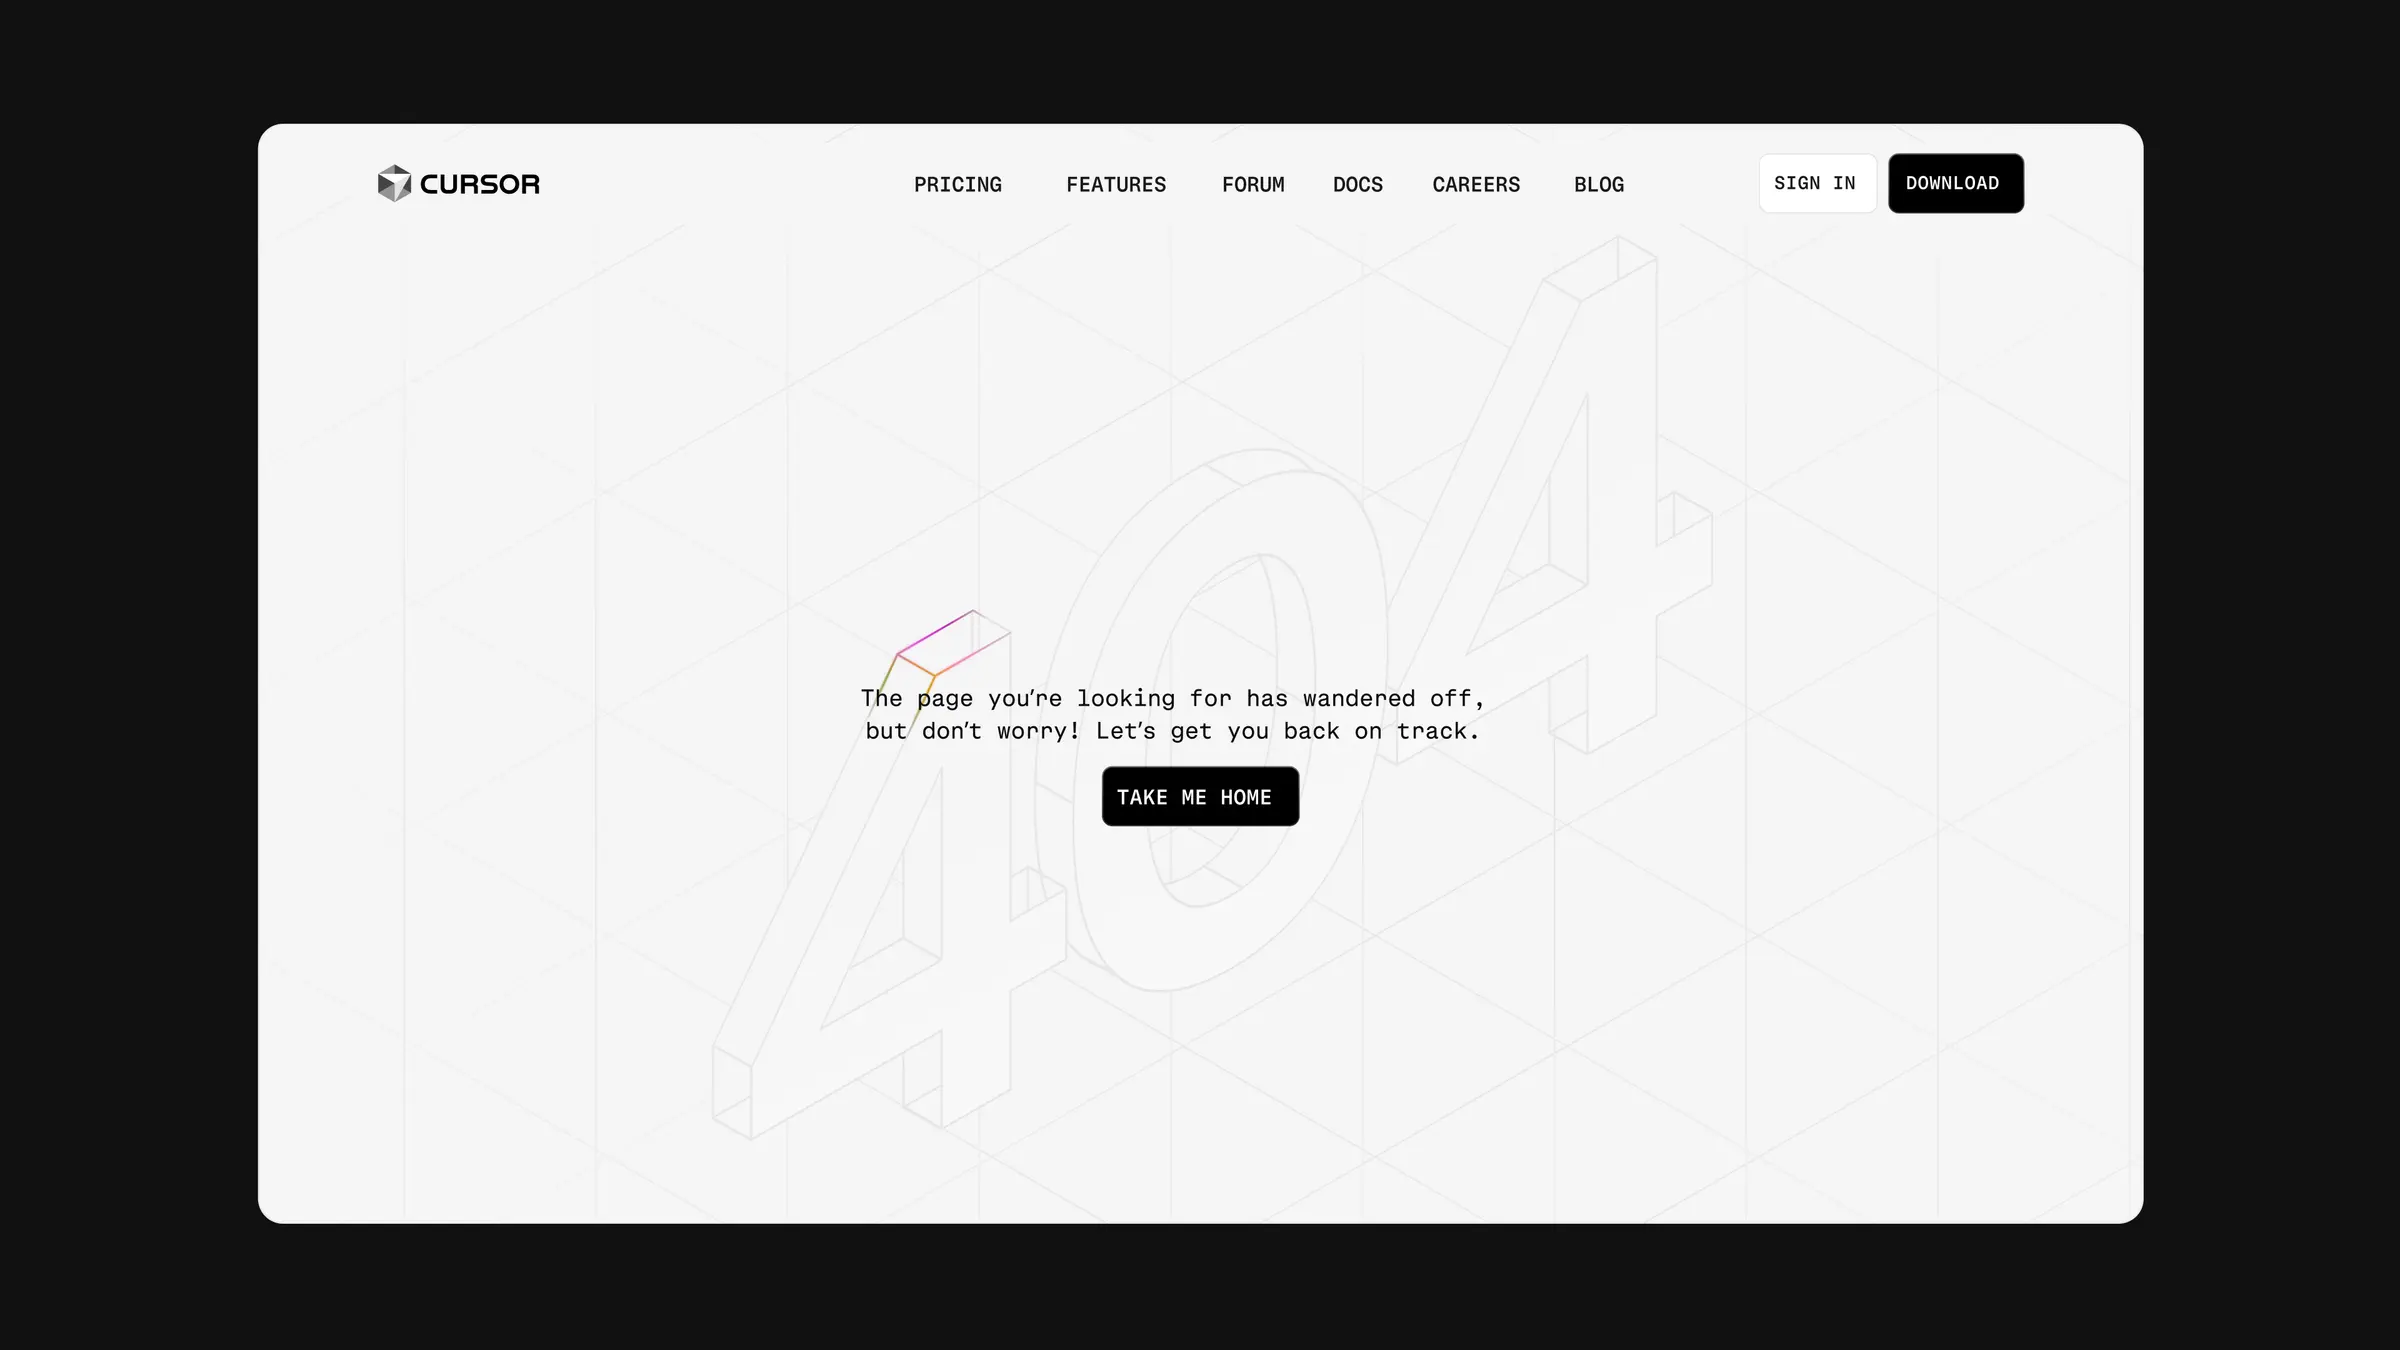 CURSOR
PRICING FEATURES FORUM DOCS CAREERS BLOG
SIGN IN DOWNLOAD
404
The page you're looking for has wandered off,
but don't worry! Let's get you back on track.
TAKE ME HOME